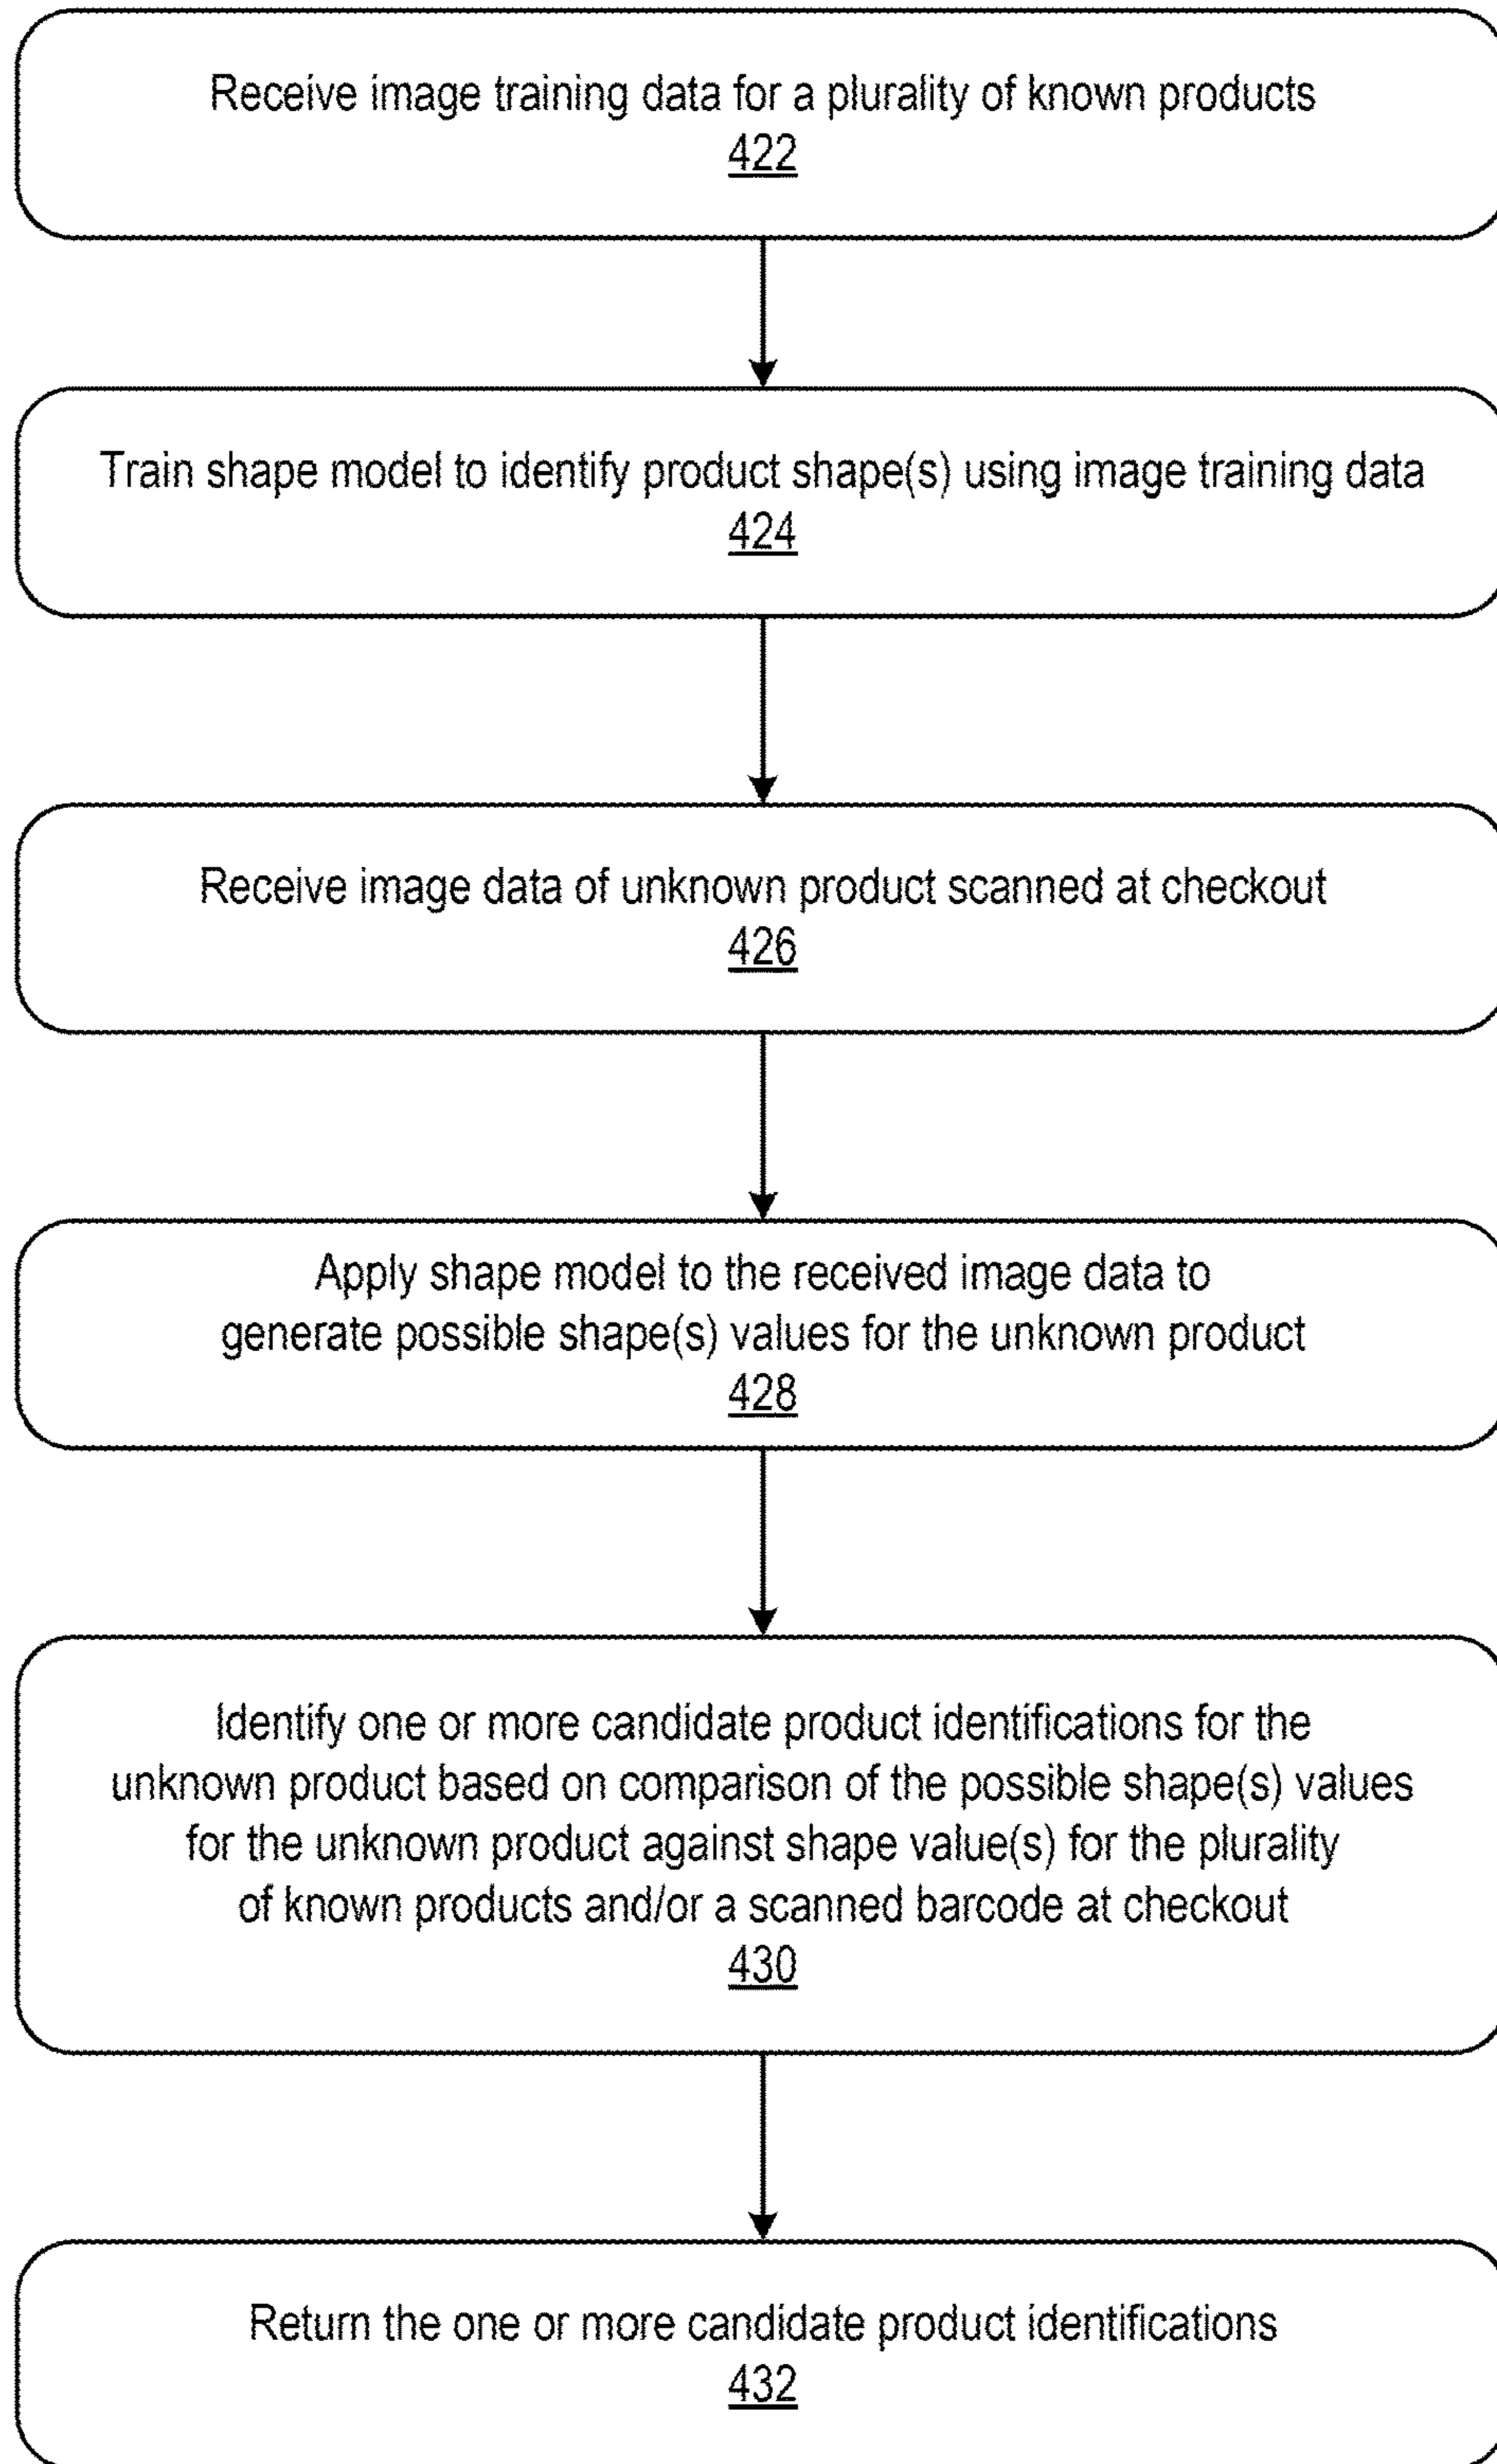 Receive image training data for a plurality of known products
422
Train shape model to identify product shape(s) using image training data
424
Receive image data of unknown product scanned at checkout
426
Apply shape model to the received image data to
generate possible shape(s) values for the unknown product
428
Identify one or more candidate product identifications for the
unknown product based on comparison of the possible shape(s) values
for the unknown product against shape value(s) for the plurality
of known products and/or a scanned barcode at checkout
430
Return the one or more candidate product identifications
432